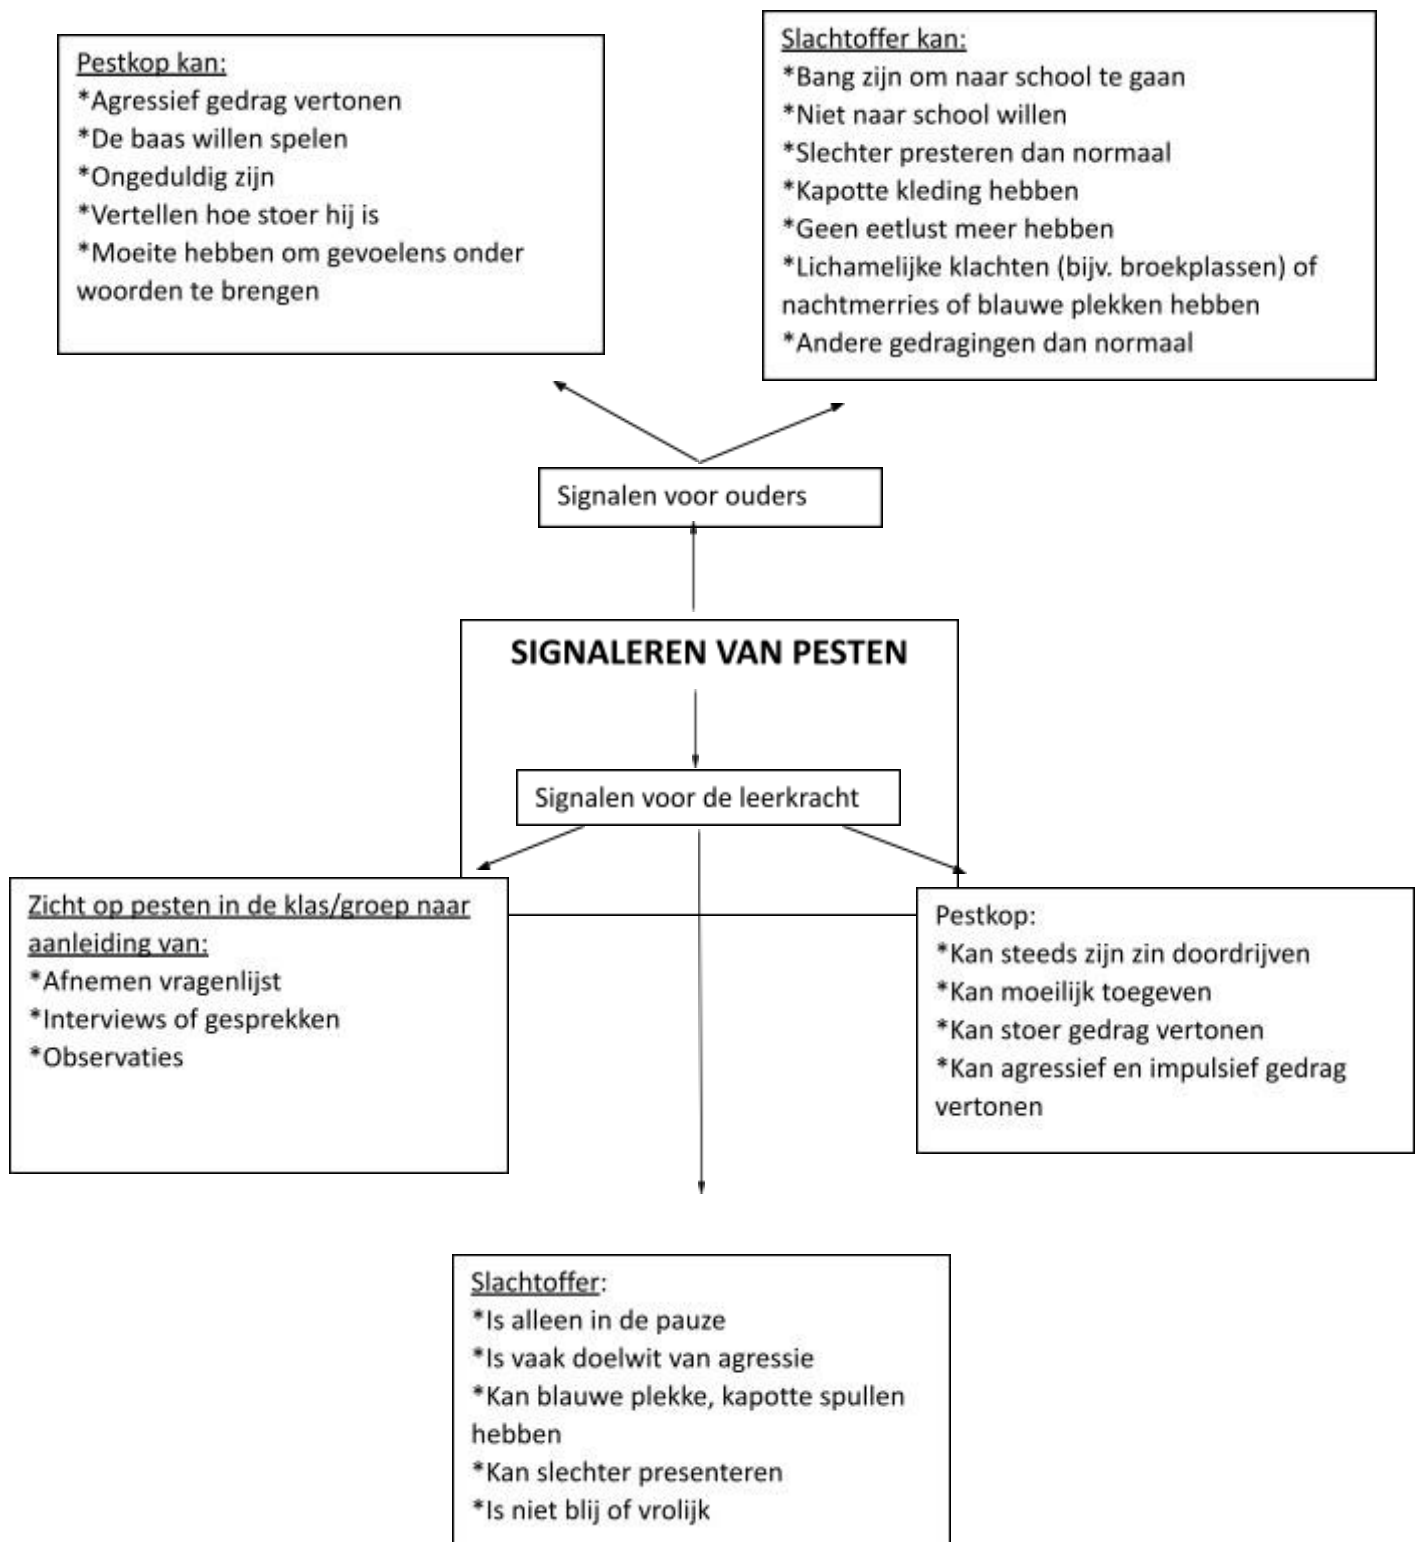 Pestkop kan:
*Agressief gedrag vertonen
*De baas willen spelen
*Ongeduldig zijn
*Vertellen hoe stoer hij is
*Moeite hebben om gevoelens onder
woorden te brengen
Slachtoffer kan:
*Bang zijn om naar school te gaan
*Niet naar school willen
*Slechter presteren dan normaal
*Kapotte kleding hebben
*Geen eetlust meer hebben
*Lichamelijke klachten (bijv. broekplassen) of
nachtmerries of blauwe plekken hebben
*Andere gedragingen dan normaal
Signalen voor ouders
SIGNALEREN VAN PESTEN
Signalen voor de leerkracht
Zicht op pesten in de klas/groep naar
aanleiding van:
*Afnemen vragenlijst
*Interviews of gesprekken
*Observaties
Pestkop:
*Kan steeds zijn zin doordrijven
*Kan moeilijk toegeven
*Kan stoer gedrag vertonen
*Kan agressief en impulsief gedrag
vertonen
Slachtoffer:
*Is alleen in de pauze
*Is vaak doelwit van agressie
*Kan blauwe plekke, kapotte spullen
hebben
*Kan slechter presenteren
*Is niet blij of vrolijk